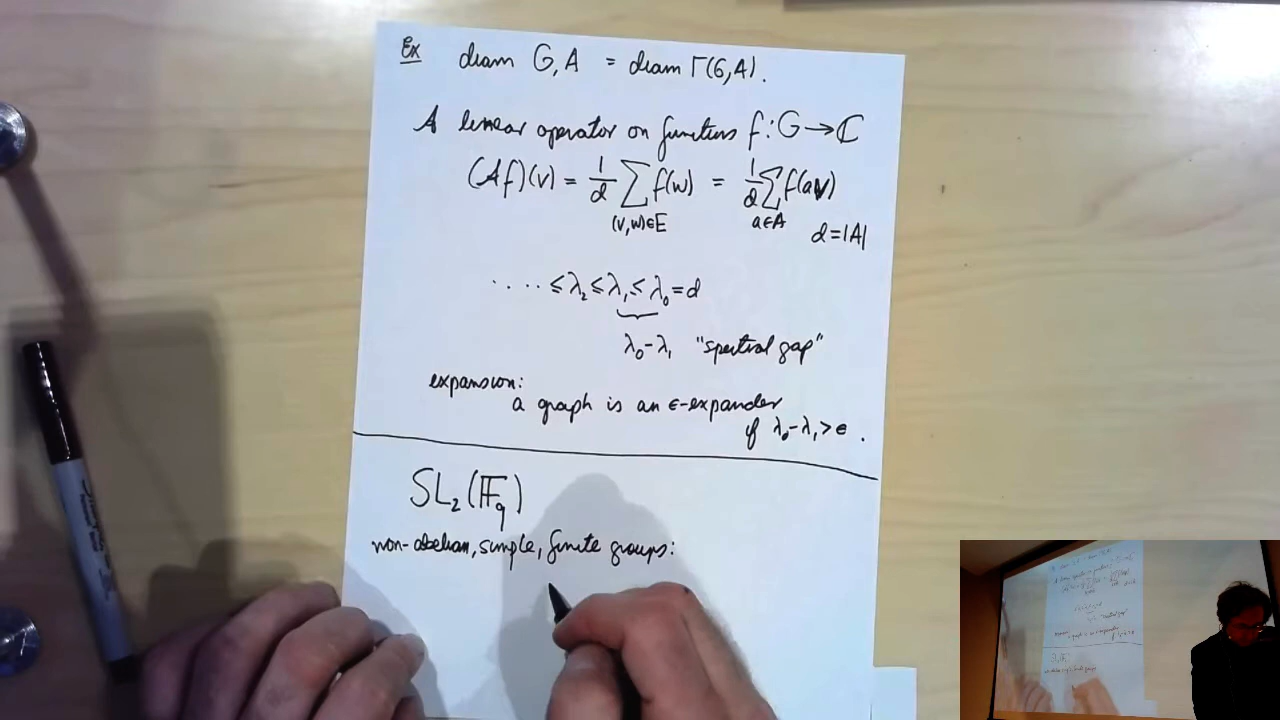 Ex diam G,A = diam Γ(G,A).
A linear operator on functions f: G → ℂ
(Af)(v) = 1/d ∑ f(w) = 1/d ∑ f(av)
(v,w)∈E a∈A d=|A|
.... ≤ λ₂ ≤ λ₁ ≤ λ₀ = d
λ₀-λ₁ "spectral gap"
expansion:
a graph is an ϵ-expander
if λ₀-λ₁ > ϵ.
SL₂(𝔽q)
non-abelian, simple, finite groups: